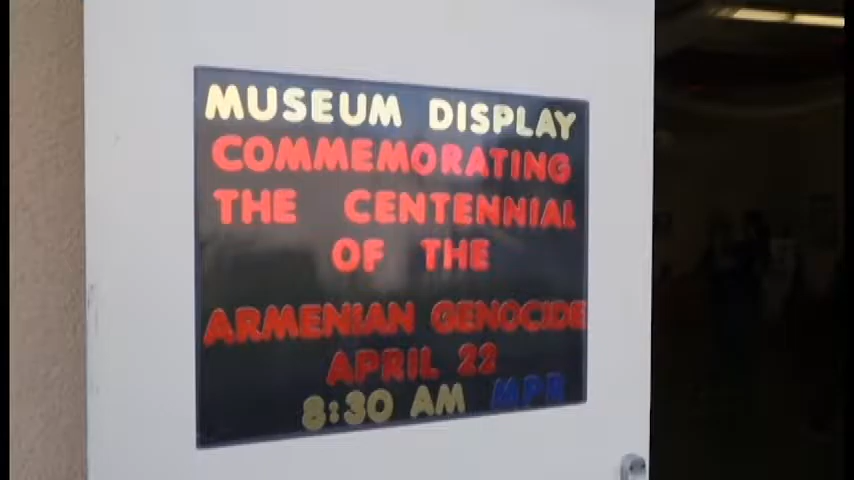 MUSEUM DISPLAY
COMMEMORATING
THE CENTENNIAL
OF THE
ARMENIAN GENOCIDE
APRIL 22
8:30 AM MPR